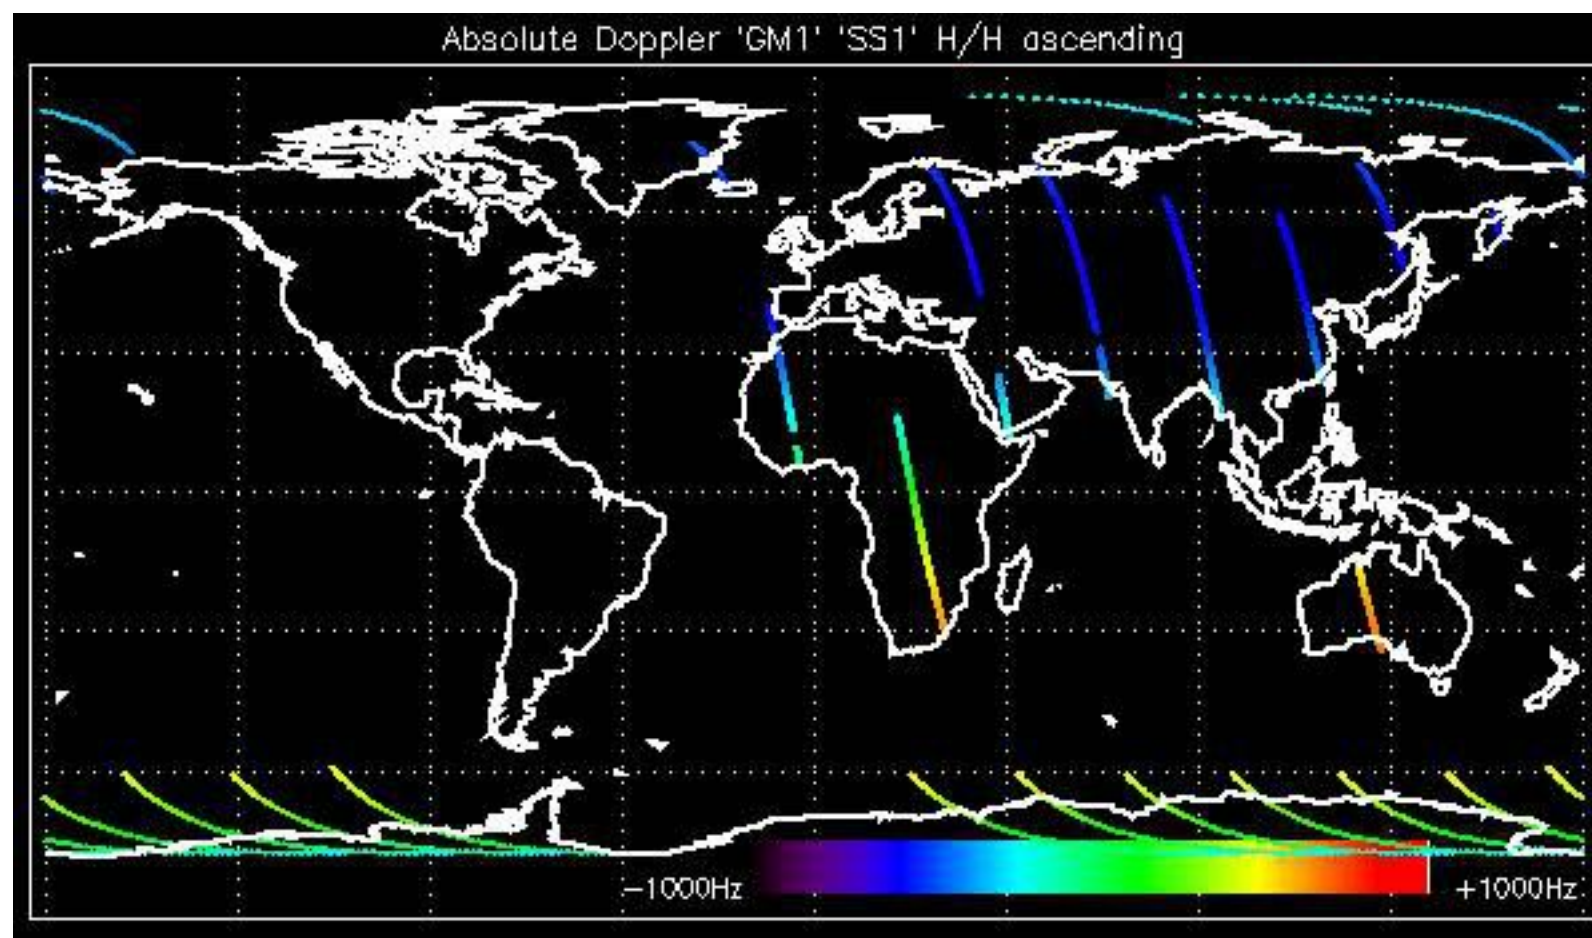 Absolute Doppler 'GM1' 'SS1' H/H ascending
-1000Hz
+1000Hz